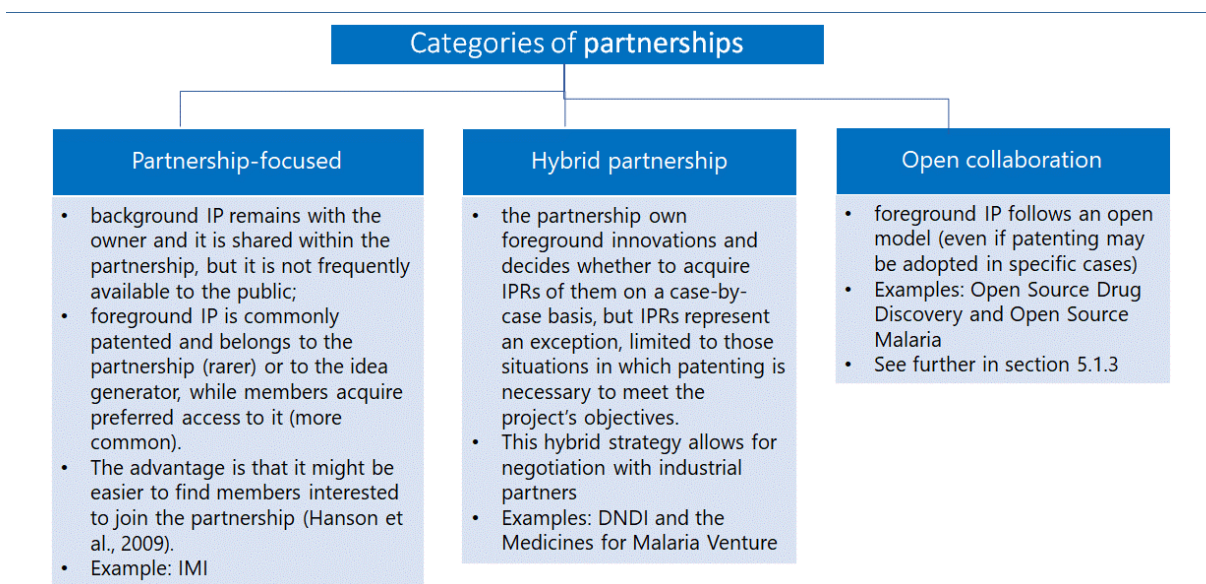 Categories of partnerships
Partnership-focused
• background IP remains with the
owner and it is shared within the
partnership, but it is not frequently
available to the public;
• foreground IP is commonly
patented and belongs to the
partnership (rarer) or to the idea
generator, while members acquire
preferred access to it (more
common).
• The advantage is that it might be
easier to find members interested
to join the partnership (Hanson et
al., 2009).
• Example: IMI
Hybrid partnership
• the partnership own
foreground innovations and
decides whether to acquire
IPRs of them on a case-by-
case basis, but IPRs represent
an exception, limited to those
situations in which patenting is
necessary to meet the
project's objectives.
• This hybrid strategy allows for
negotiation with industrial
partners
• Examples: DNDI and the
Medicines for Malaria Venture
Open collaboration
• foreground IP follows an open
model (even if patenting may
be adopted in specific cases)
• Examples: Open Source Drug
Discovery and Open Source
Malaria
• See further in section 5.1.3